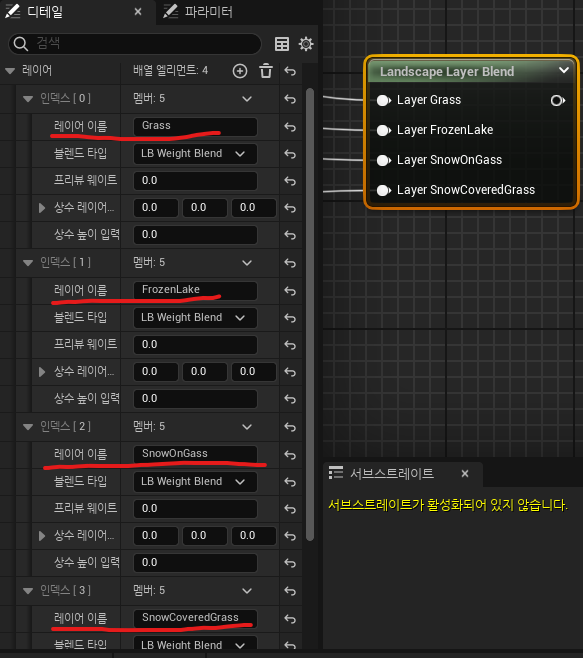 디테일
파라미터
검색
레이어
배열 엘리먼트: 4
인덱스 [ 0 ]
멤버: 5
레이어 이름
Grass
블렌드 타입
LB Weight Blend
프리뷰 웨이트
0.0
상수 레이어...
0.0
0.0
0.0
상수 높이 입력
0.0
인덱스 [ 1 ]
멤버: 5
레이어 이름
FrozenLake
블렌드 타입
LB Weight Blend
프리뷰 웨이트
0.0
상수 레이어...
0.0
0.0
0.0
상수 높이 입력
0.0
인덱스 [ 2 ]
멤버: 5
레이어 이름
SnowOnGass
블렌드 타입
LB Weight Blend
프리뷰 웨이트
0.0
상수 레이어...
0.0
0.0
0.0
상수 높이 입력
0.0
인덱스 [ 3 ]
멤버: 5
레이어 이름
SnowCoveredGrass
블렌드 타입
LB Weight Blend
Landscape Layer Blend
Layer Grass
Layer FrozenLake
Layer SnowOnGass
Layer SnowCoveredGrass
서브스트레이트
서브스트레이트가 활성화되어 있지 않습니다.